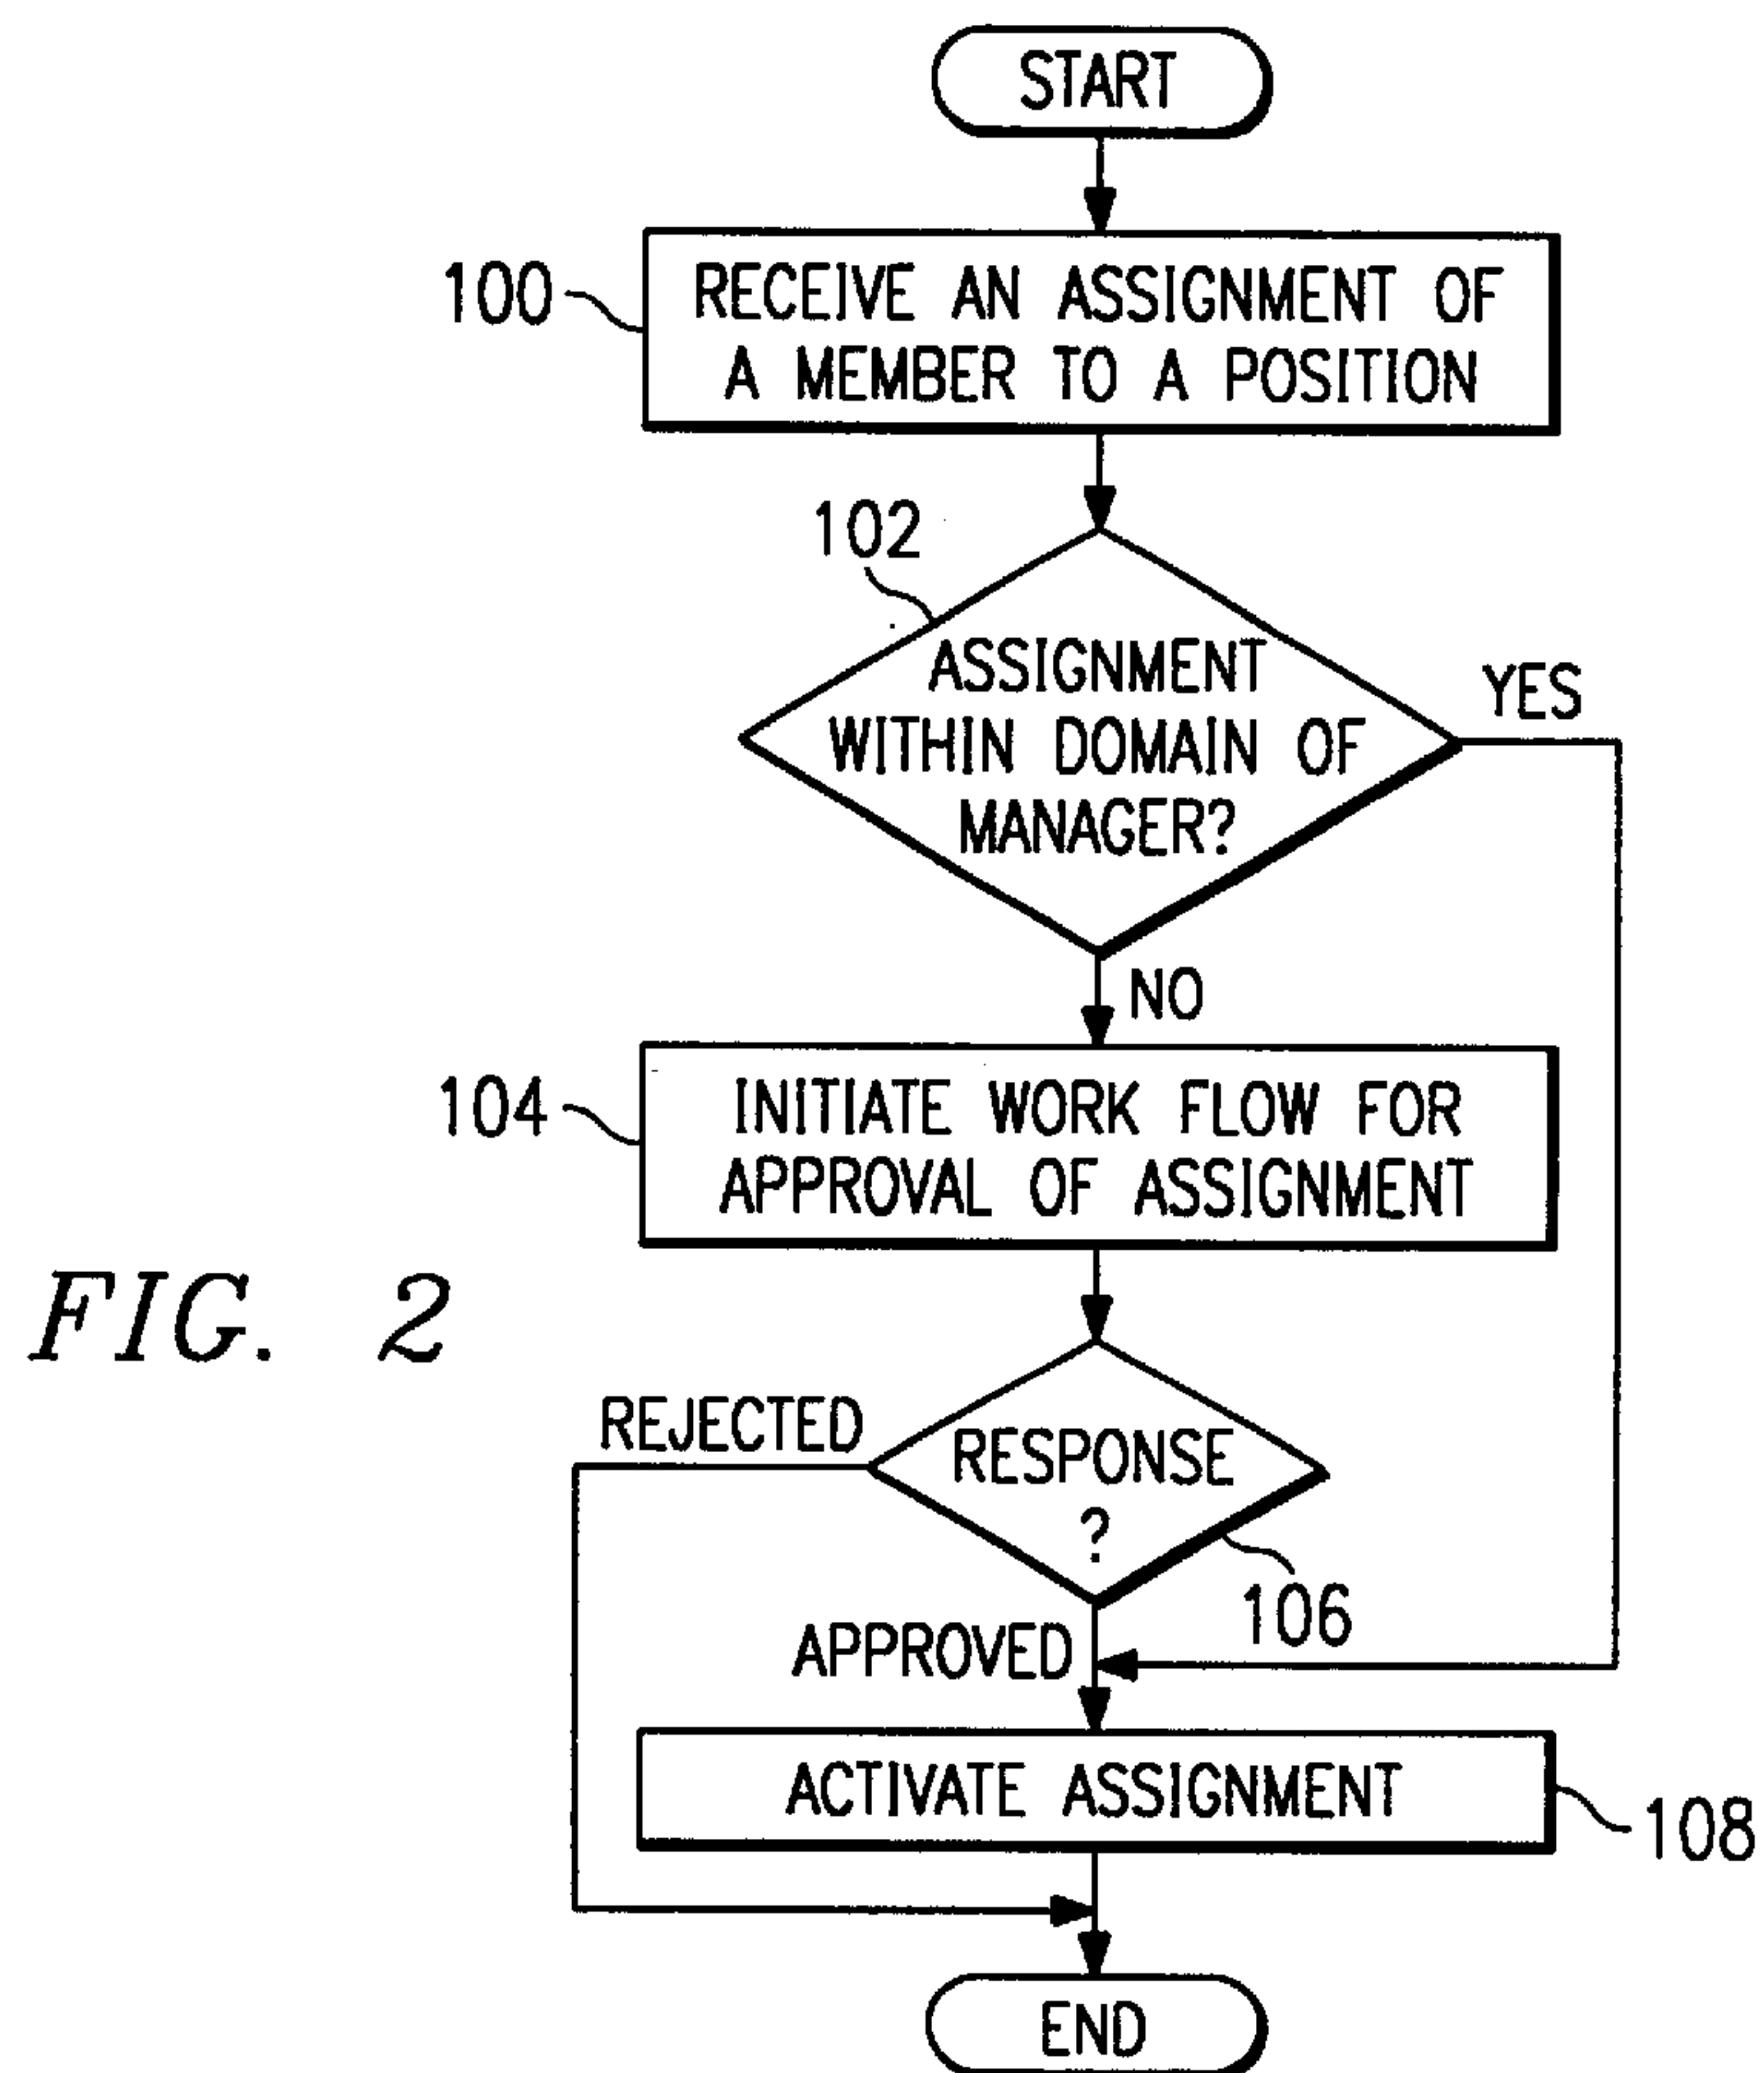 START
100
RECEIVE AN ASSIGNMENT OF
A MEMBER TO A POSITION
102
ASSIGNMENT
WITHIN DOMAIN OF
MANAGER?
YES
NO
104
INITIATE WORK FLOW FOR
APPROVAL OF ASSIGNMENT
FIG. 2
REJECTED
RESPONSE
?
106
APPROVED
ACTIVATE ASSIGNMENT
108
END